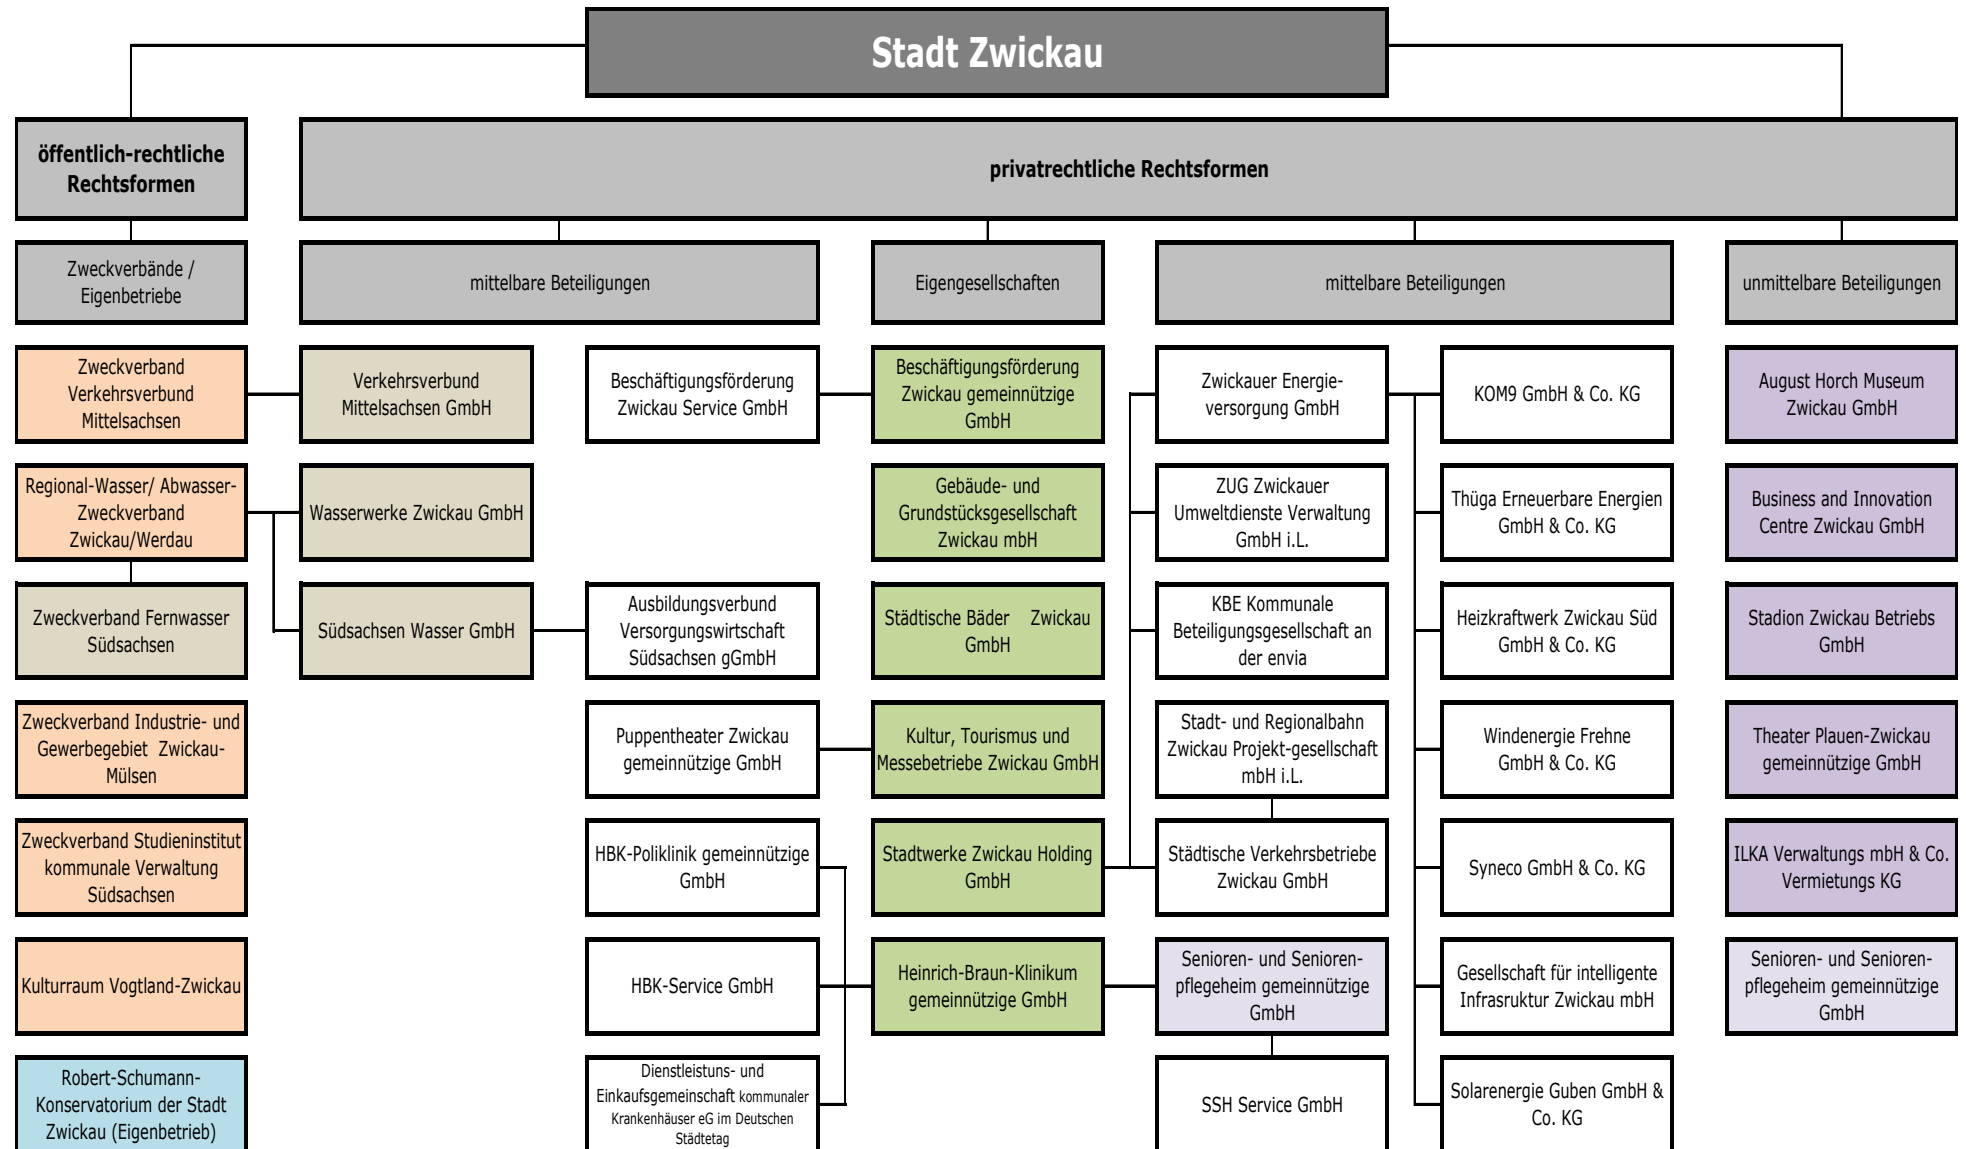 Stadt Zwickau
öffentlich-rechtliche
Rechtsformen
privatrechtliche Rechtsformen
Zweckverbände /
Eigenbetriebe
mittelbare Beteiligungen
Eigengesellschaften
mittelbare Beteiligungen
unmittelbare Beteiligungen
Zweckverband
Verkehrsverbund
Mittelsachsen
Verkehrsverbund
Mittelsachsen GmbH
Beschäftigungsförderung
Zwickau Service GmbH
Beschäftigungsförderung
Zwickau gemeinnützige
GmbH
Zwickauer Energie-
versorgung GmbH
KOM9 GmbH & Co. KG
August Horch Museum
Zwickau GmbH
Regional-Wasser/ Abwasser-
Zweckverband
Zwickau/Werdau
Wasserwerke Zwickau GmbH
Gebäude- und
Grundstücksgesellschaft
Zwickau mbH
ZUG Zwickauer
Umweltdienste Verwaltung
GmbH i.L.
Thüga Erneuerbare Energien
GmbH & Co. KG
Business and Innovation
Centre Zwickau GmbH
Zweckverband Fernwasser
Südsachsen
Südsachsen Wasser GmbH
Ausbildungsverbund
Versorgungswirtschaft
Südsachsen gGmbH
Städtische Bäder Zwickau
GmbH
KBE Kommunale
Beteiligungsgesellschaft an
der envia
Heizkraftwerk Zwickau Süd
GmbH & Co. KG
Stadion Zwickau Betriebs
GmbH
Zweckverband Industrie- und
Gewerbegebiet Zwickau-
Mülsen
Puppentheater Zwickau
gemeinnützige GmbH
Kultur, Tourismus und
Messebetriebe Zwickau GmbH
Stadt- und Regionalbahn
Zwickau Projekt-gesellschaft
mbH i.L.
Windenergie Frehne
GmbH & Co. KG
Theater Plauen-Zwickau
gemeinnützige GmbH
Zweckverband Studieninstitut
kommunale Verwaltung
Südsachsen
HBK-Poliklinik gemeinnützige
GmbH
Stadtwerke Zwickau Holding
GmbH
Städtische Verkehrsbetriebe
Zwickau GmbH
Syneco GmbH & Co. KG
ILKA Verwaltungs mbH & Co.
Vermietungs KG
Kulturraum Vogtland-Zwickau
HBK-Service GmbH
Heinrich-Braun-Klinikum
gemeinnützige GmbH
Senioren- und Senioren-
pflegeheim gemeinnützige
GmbH
Gesellschaft für intelligente
Infrasruktur Zwickau mbH
Senioren- und Senioren-
pflegeheim gemeinnützige
GmbH
Robert-Schumann-
Konservatorium der Stadt
Zwickau (Eigenbetrieb)
Dienstleistuns- und
Einkaufsgemeinschaft kommunaler
Krankenhäuser eG im Deutschen
Städtetag
SSH Service GmbH
Solarenergie Guben GmbH &
Co. KG